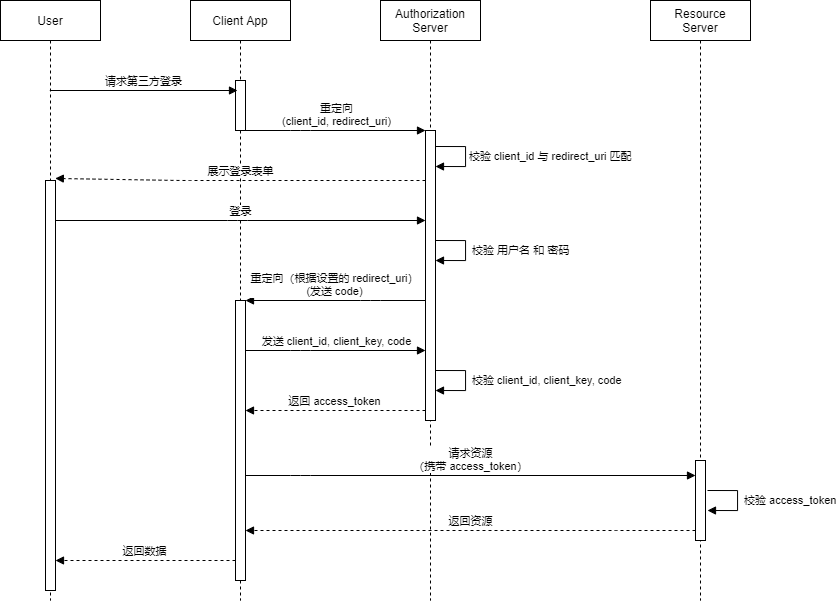 User
Client App
Authorization
Server
Resource
Server
请求第三方登录
重定向
（client_id, redirect_uri）
校验 client_id 与 redirect_uri 匹配
展示登录表单
登录
校验 用户名 和 密码
重定向（根据设置的 redirect_uri）
（发送 code）
发送 client_id, client_key, code
校验 client_id, client_key, code
返回 access_token
请求资源
（携带 access_token）
校验 access_token
返回资源
返回数据